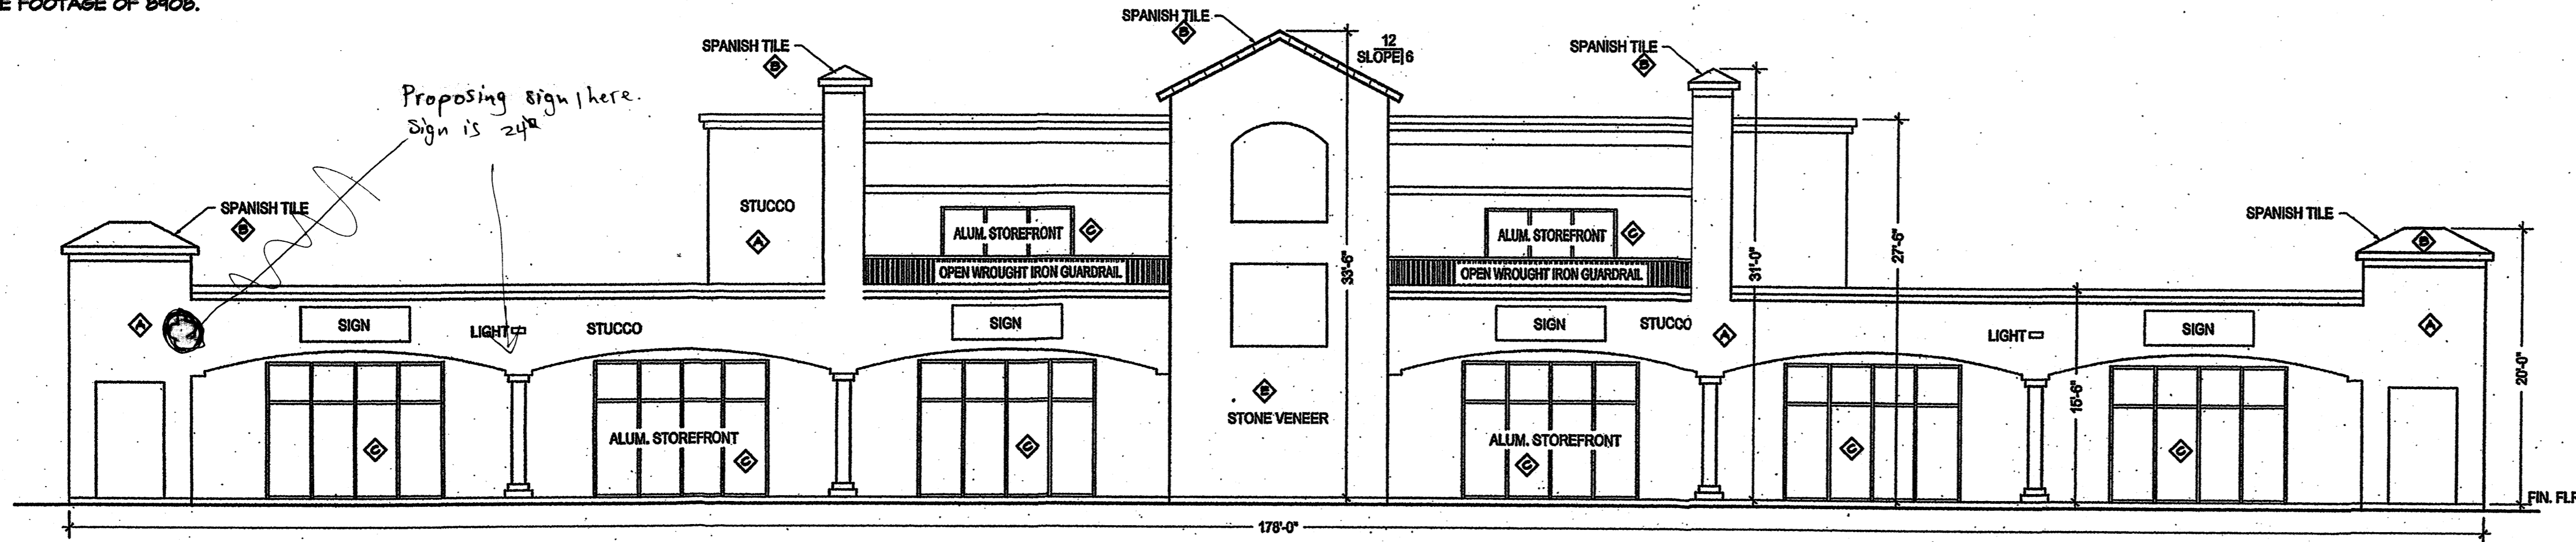 E FOOTAGE OF 8908.
SPANISH TILE
B
12
SLOPE 6
SPANISH TILE
B
SPANISH TILE
B
Proposing sign here.
Sign is 24"
SPANISH TILE
B
STUCCO
A
ALUM. STOREFRONT
C
ALUM. STOREFRONT
C
SPANISH TILE
B
OPEN WROUGHT IRON GUARDRAIL
OPEN WROUGHT IRON GUARDRAIL
33'-6"
31'-0"
27'-6"
A
SIGN
LIGHT
STUCCO
SIGN
SIGN
STUCCO
A
LIGHT
SIGN
A
15'-6"
20'-0"
E
STONE VENEER
C
ALUM. STOREFRONT
C
C
ALUM. STOREFRONT
C
C
C
FIN. FLR
178'-0"